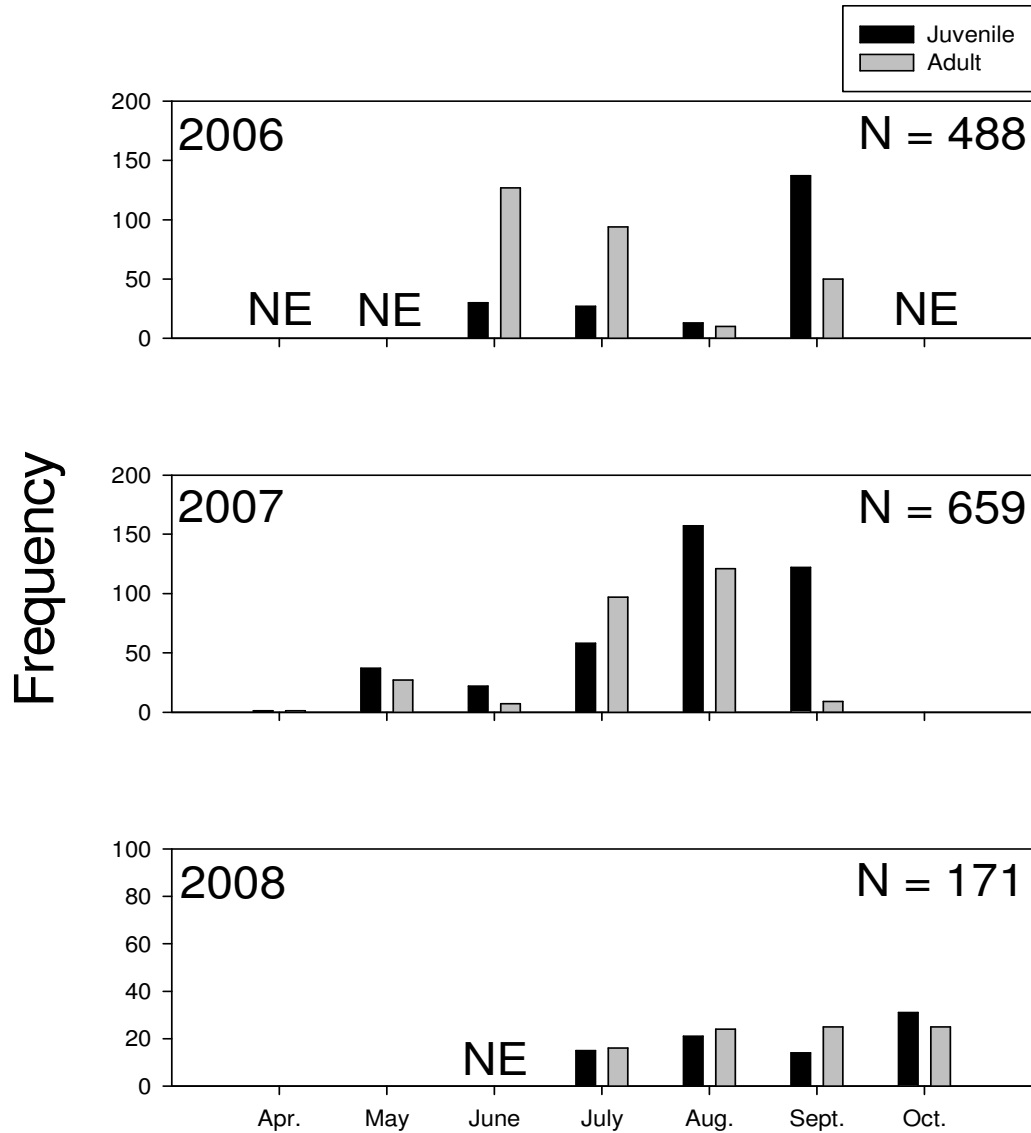 Juvenile
Adult
2006 N = 488
200
150
100
50
0
NE NE NE
Frequency
2007 N = 659
200
150
100
50
0
2008 N = 171
100
80
60
40
20
0
NE
Apr. May June July Aug. Sept. Oct.